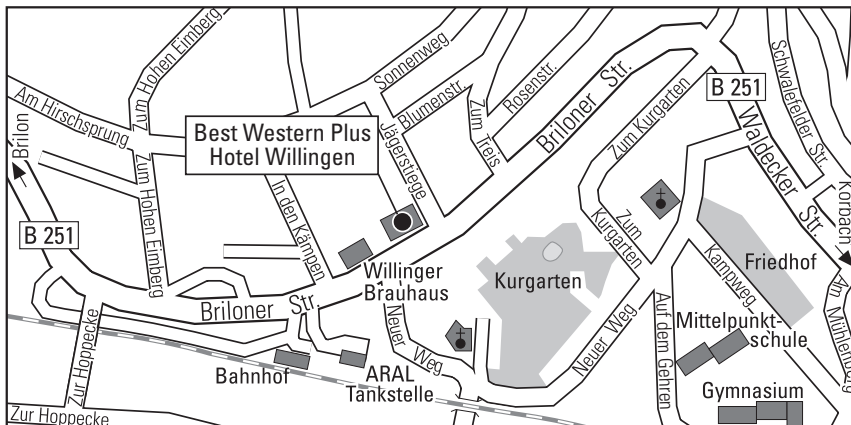 Zum Hohen Eimberg
Sonnenweg
Schwalefelder Str.
Am Hirschsprung
Blumenstr.
Rosenstr.
Briloner Str.
B 251
Zum Treis
Zum Kurgarten
Best Western Plus
Hotel Willingen
Jägerstiege
Waldecker Str.
Brilon
Zum Hohen Eimberg
In den Kämpen
Korbach
B 251
Zum
Kurgarten
Kampweg
Friedhof
Willinger
Brauhaus
Kurgarten
Am Mühlenberg
Briloner Str.
Neuer Weg
Neuer Weg
Auf dem Gehren
Mittelpunkt-
schule
Zur Hoppecke
Bahnhof
ARAL
Tankstelle
Gymnasium
Zur Hoppecke